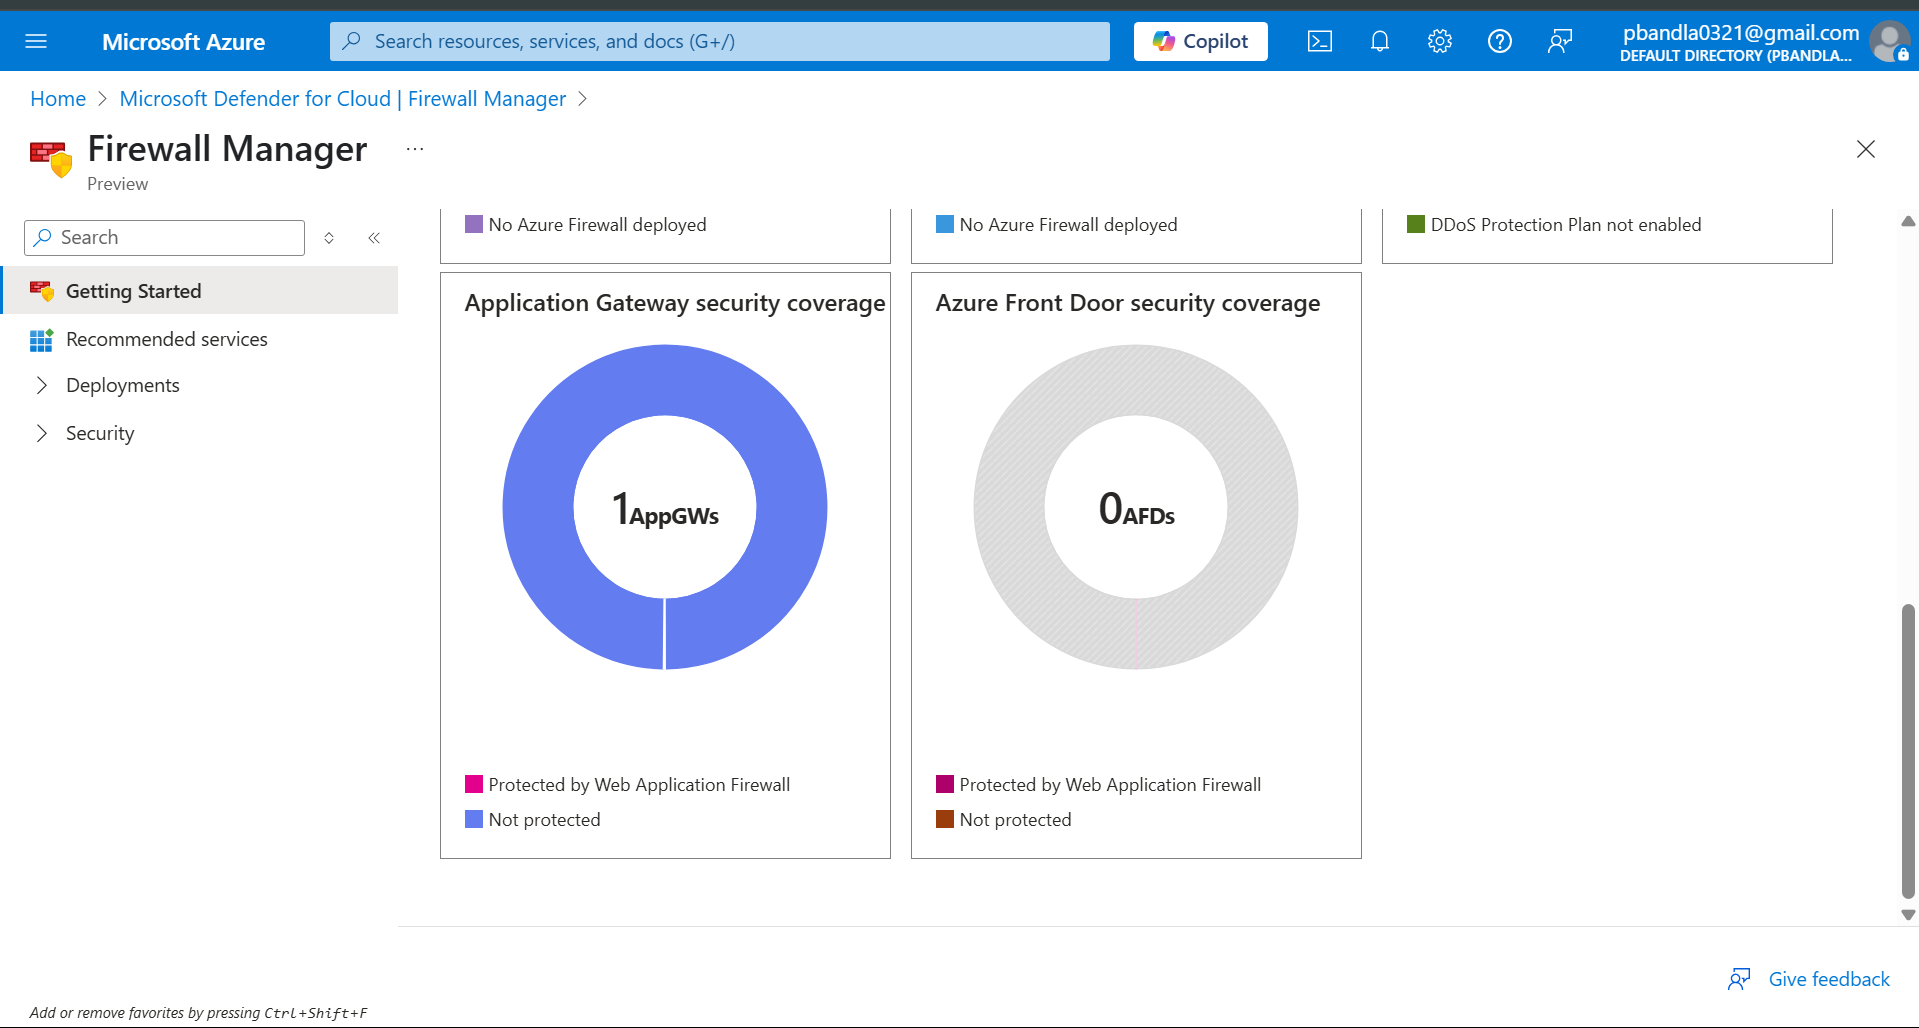 Microsoft Azure
Search resources, services, and docs (G+/)
Copilot
pbandla0321@gmail.com
DEFAULT DIRECTORY (PBANDLA...
Home > Microsoft Defender for Cloud | Firewall Manager >
Firewall Manager ...
Preview
Search
Getting Started
Recommended services
Deployments
Security
No Azure Firewall deployed
No Azure Firewall deployed
DDoS Protection Plan not enabled
Application Gateway security coverage
1AppGWs
Protected by Web Application Firewall
Not protected
Azure Front Door security coverage
0AFDs
Protected by Web Application Firewall
Not protected
Give feedback
Add or remove favorites by pressing Ctrl+Shift+F